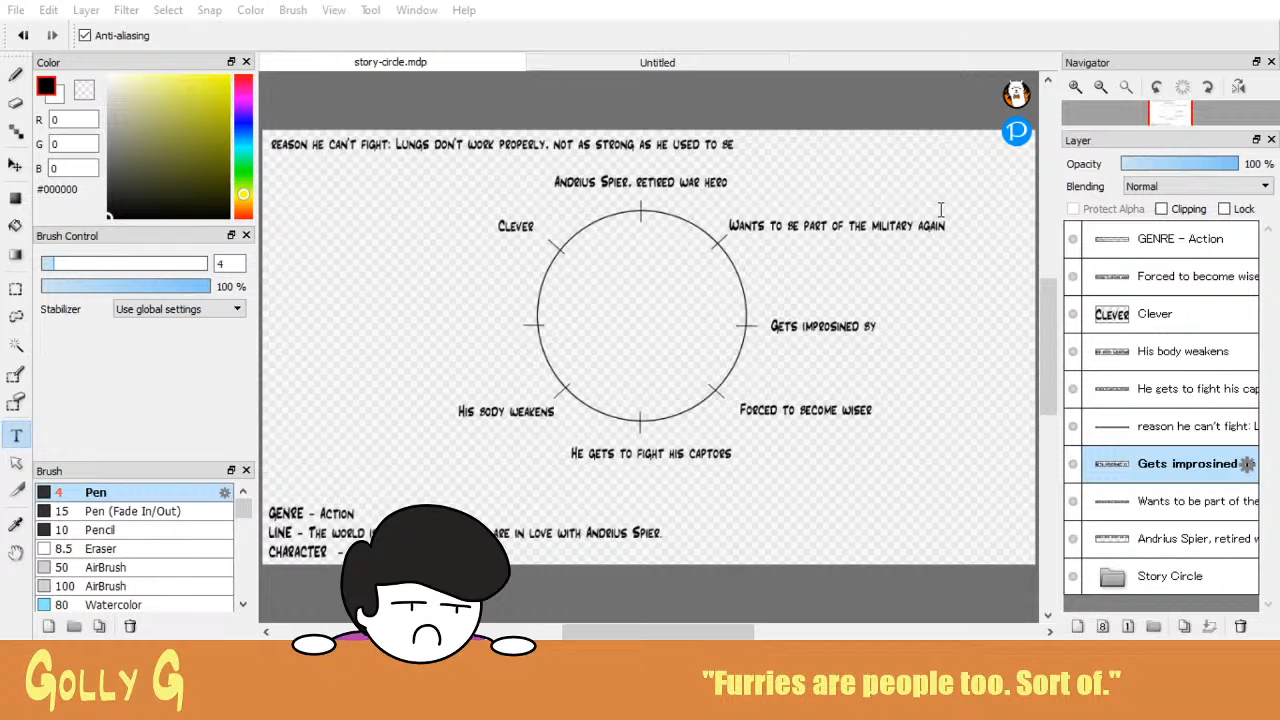 File Edit Layer Filter Select Snap Color Brush View Tool Window Help
Anti-aliasing
Color
R 0
G 0
B 0
#000000
Brush Control
4
100 %
Stabilizer Use global settings
Brush
4 Pen
15 Pen (Fade In/Out)
10 Pencil
8.5 Eraser
50 AirBrush
100 AirBrush
80 Watercolor
story-circle.mdp Untitled
REASON HE CAN'T FIGHT: LUNGS DON'T WORK PROPERLY, NOT AS STRONG AS HE USED TO BE
ANDRIUS SPIER, RETIRED WAR HERO
CLEVER
WANTS TO BE PART OF THE MILITARY AGAIN
GETS IMPROSINED BY
HIS BODY WEAKENS
FORCED TO BECOME WISER
HE GETS TO FIGHT HIS CAPTORS
GENRE - ACTION
LINE - THE WORLD ARE IN LOVE WITH ANDRIUS SPIER.
CHARACTER -
Navigator
Layer
Opacity 100 %
Blending Normal
Protect Alpha Clipping Lock
GENRE - Action
Forced to become wise
CLEVER Clever
His body weakens
He gets to fight his cap
reason he can't fight: L
Gets improsined
Wants to be part of the
Andrius Spier, retired w
Story Circle
GOLLY G
"Furries are people too. Sort of."